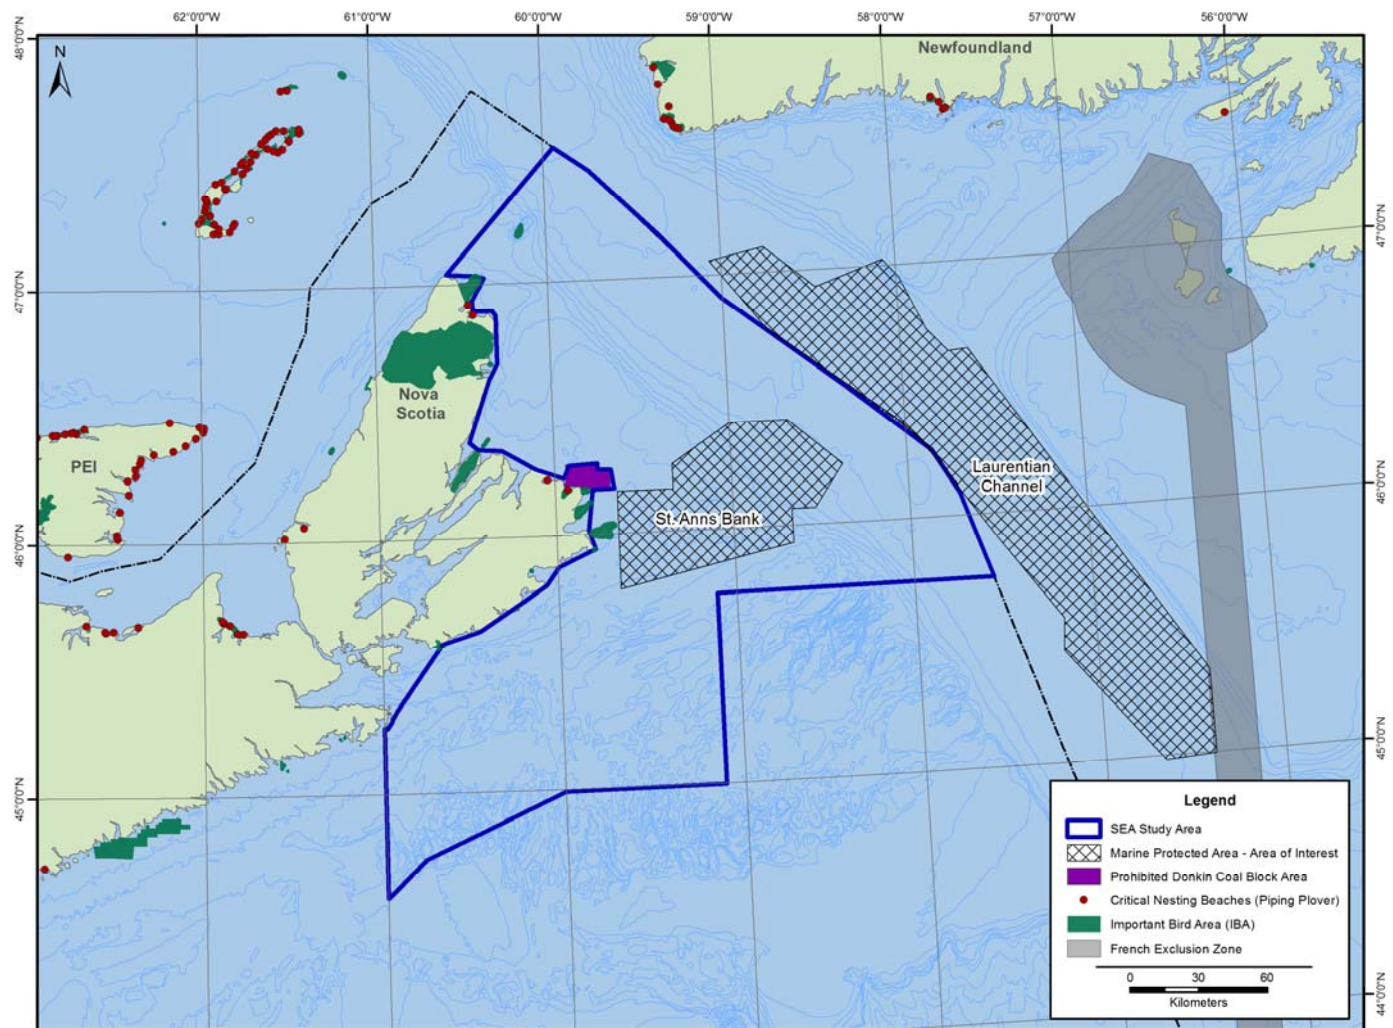 62°0'0"W 61°0'0"W 60°0'0"W 59°0'0"W 58°0'0"W 57°0'0"W 56°0'0"W
48°0'0"N
N
Newfoundland
47°0'0"N
47°0'0"N
Nova
Scotia
PEI
46°0'0"N
Laurentian
Channel
St. Anns Bank
46°0'0"N
45°0'0"N
45°0'0"N
Legend
SEA Study Area
Marine Protected Area - Area of Interest
Prohibited Donkin Coal Block Area
Critical Nesting Beaches (Piping Plover)
Important Bird Area (IBA)
French Exclusion Zone
0 30 60
Kilometers
44°0'0"N